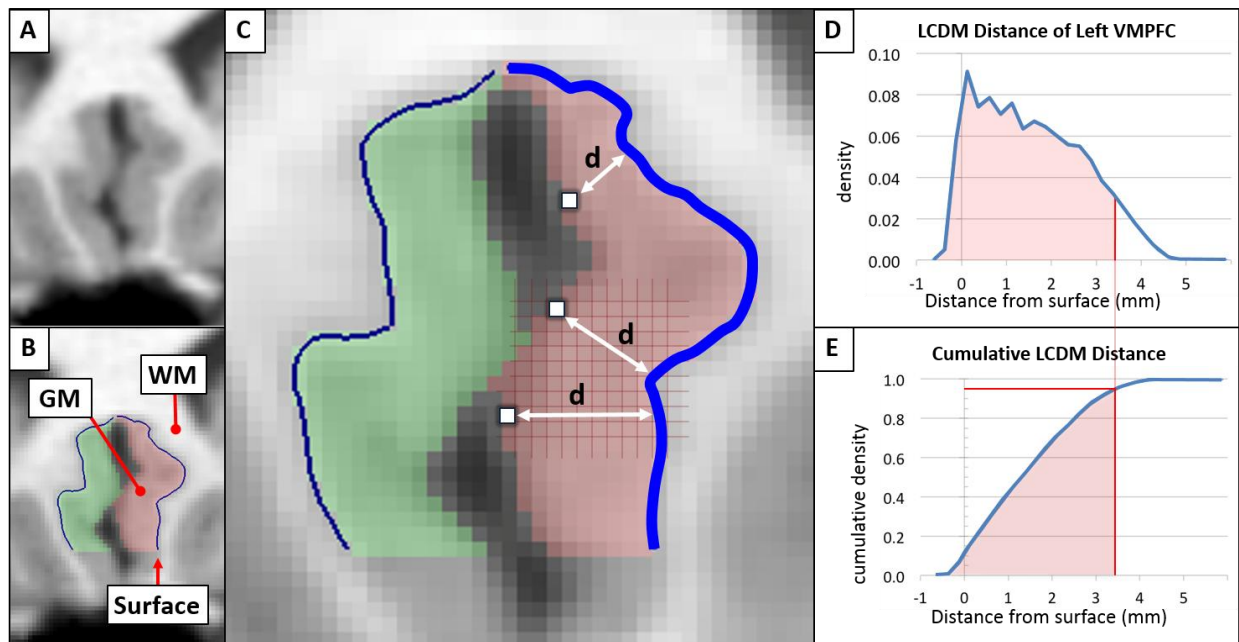 A
B
WM
GM
Surface
C
d
d
d
D
LCDM Distance of Left VMPFC
density
0.10
0.08
0.06
0.04
0.02
0.00
-1 0 1 2 3 4 5
Distance from surface (mm)
E
Cumulative LCDM Distance
cumulative density
1.0
0.8
0.6
0.4
0.2
0.0
-1 0 1 2 3 4 5
Distance from surface (mm)